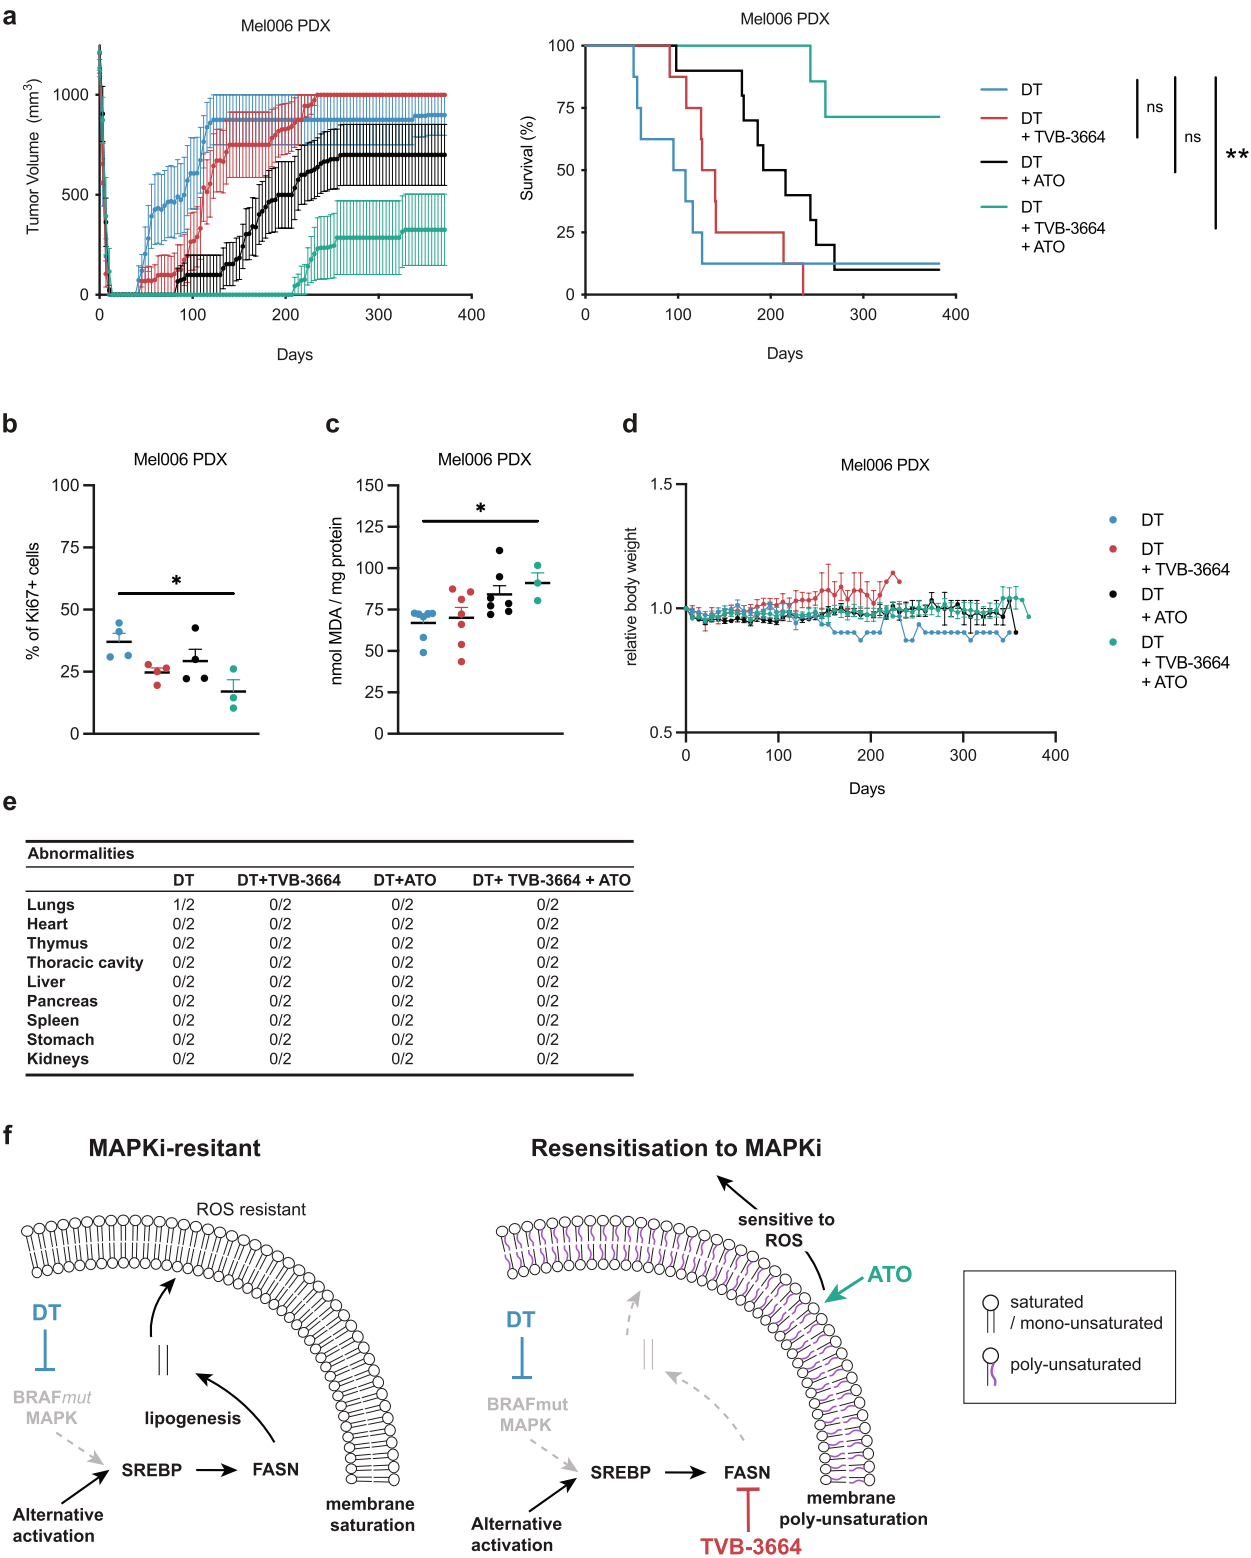 a
Mel006 PDX
Tumor Volume (mm3)
1000
500
0
0
100
200
300
400
Days
Mel006 PDX
Survival (%)
100
75
50
25
0
0
100
200
300
400
Days
DT
DT
+ TVB-3664
DT
+ ATO
DT
+ TVB-3664
+ ATO
ns
ns
**
b
Mel006 PDX
% of Ki67+ cells
100
75
50
25
0
*
c
Mel006 PDX
nmol MDA / mg protein
150
125
100
75
50
25
0
*
d
Mel006 PDX
relative body weight
1.5
1.0
0.5
0
100
200
300
400
Days
DT
DT
+ TVB-3664
DT
+ ATO
DT
+ TVB-3664
+ ATO
e
Abnormalities
DT DT+TVB-3664 DT+ATO DT+ TVB-3664 + ATO
Lungs 1/2 0/2 0/2 0/2
Heart 0/2 0/2 0/2 0/2
Thymus 0/2 0/2 0/2 0/2
Thoracic cavity 0/2 0/2 0/2 0/2
Liver 0/2 0/2 0/2 0/2
Pancreas 0/2 0/2 0/2 0/2
Spleen 0/2 0/2 0/2 0/2
Stomach 0/2 0/2 0/2 0/2
Kidneys 0/2 0/2 0/2 0/2
f
MAPKi-resitant
ROS resistant
DT
BRAFmut
MAPK
lipogenesis
SREBP
FASN
Alternative
activation
membrane
saturation
Resensitisation to MAPKi
sensitive to
ROS
ATO
DT
BRAFmut
MAPK
SREBP
FASN
Alternative
activation
TVB-3664
membrane
poly-unsaturation
saturated
/ mono-unsaturated
poly-unsaturated